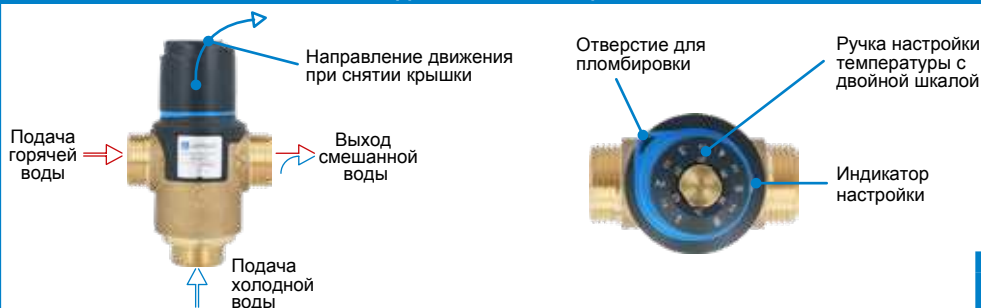 Направление движения
при снятии крышки
Подача
горячей
воды
Выход
смешанной
воды
Подача
холодной
воды
Отверстие для
пломбировки
Ручка настройки
температуры с
двойной шкалой
Индикатор
настройки